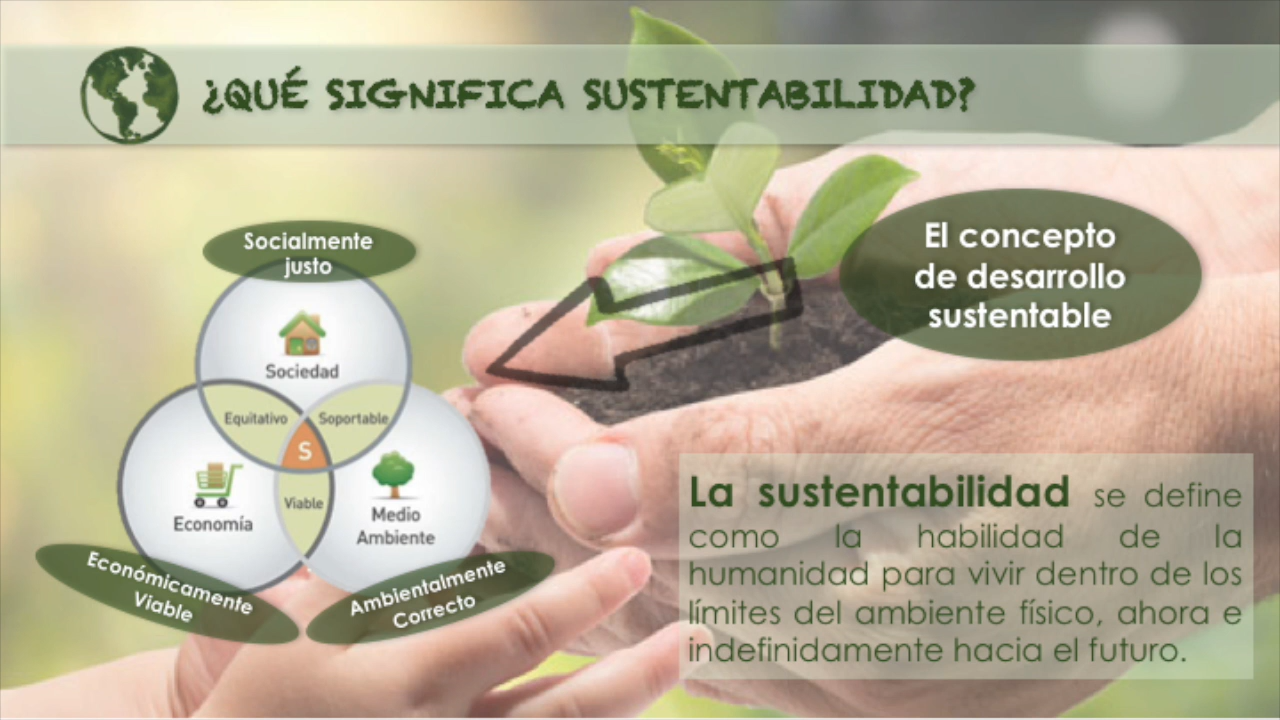 ¿QUÉ SIGNIFICA SUSTENTABILIDAD?
Socialmente
justo
Sociedad
Equitativo
Soportable
S
Economía
Viable
Medio
Ambiente
Económicamente
Viable
Ambientalmente
Correcto
El concepto
de desarrollo
sustentable
La sustentabilidad se define
como la habilidad de la
humanidad para vivir dentro de los
límites del ambiente físico, ahora e
indefinidamente hacia el futuro.